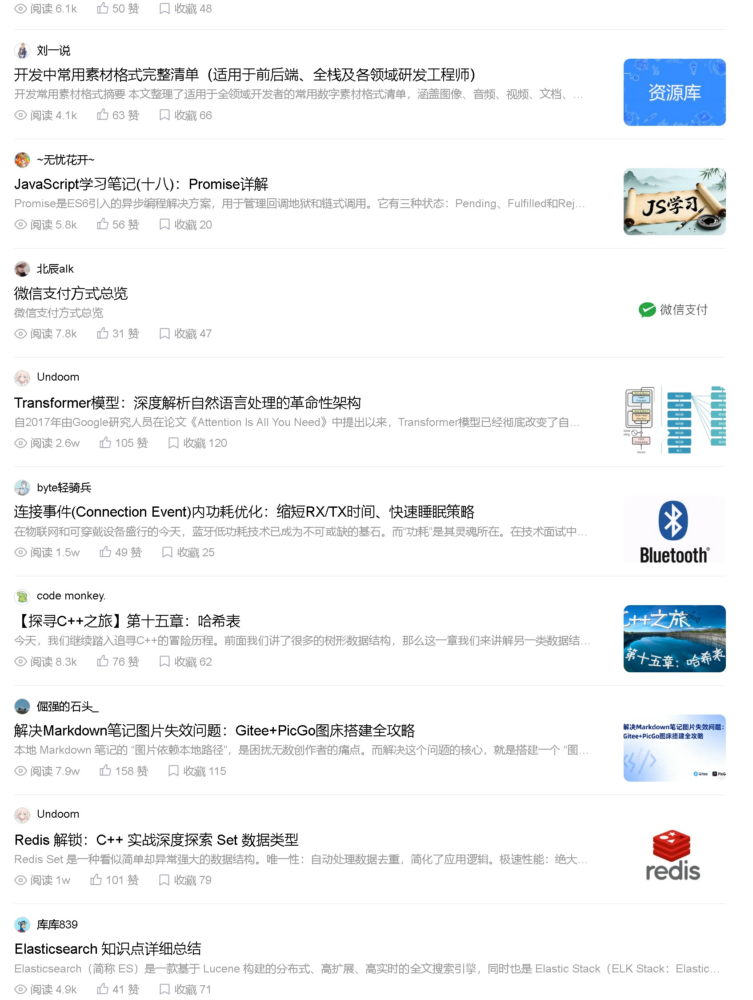 阅读 6.1k 50 赞 收藏 48
刘一说
开发中常用素材格式完整清单（适用于前后端、全栈及各领域研发工程师）
开发常用素材格式摘要 本文整理了适用于全领域开发者的常用数字素材格式清单，涵盖图像、音频、视频、文档、…
资源库
阅读 4.1k 63 赞 收藏 66
~无忧花开~
JavaScript学习笔记(十八)：Promise详解
Promise是ES6引入的异步编程解决方案，用于管理回调地狱和链式调用。它有三种状态：Pending、Fulfilled和Rej…
JS学习
阅读 5.8k 56 赞 收藏 20
北辰alk
微信支付方式总览
微信支付方式总览
微信支付
阅读 7.8k 31 赞 收藏 47
Undoom
Transformer模型：深度解析自然语言处理的革命性架构
自2017年由Google研究人员在论文《Attention Is All You Need》中提出以来，Transformer模型已经彻底改变了自…
Add & Norm
Feed
Forward
Add & Norm
Multi-Head
Attention
Input
Embedding
Inputs
编码器
编码器
编码器
编码器
编码器
编码器
输入
阅读 2.6w 105 赞 收藏 120
byte轻骑兵
连接事件(Connection Event)内功耗优化：缩短RX/TX时间、快速睡眠策略
在物联网和可穿戴设备盛行的今天，蓝牙低功耗技术已成为不可或缺的基石。而“功耗”是其灵魂所在。在技术面试中…
Bluetooth®
阅读 1.5w 49 赞 收藏 25
code monkey.
【探寻C++之旅】第十五章：哈希表
今天，我们继续踏入追寻C++的冒险历程。前面我们讲了很多的树形数据结构，那么这一章我们来讲解另一类数据结…
C++之旅
第十五章：哈希表
阅读 8.3k 76 赞 收藏 62
倔强的石头_
解决Markdown笔记图片失效问题：Gitee+PicGo图床搭建全攻略
本地 Markdown 笔记的 “图片依赖本地路径”，是困扰无数创作者的痛点。而解决这个问题的核心，就是搭建一个 “图…
解决Markdown笔记图片失效问题：
Gitee+PicGo图床搭建全攻略
Gitee PicG
阅读 7.9w 158 赞 收藏 115
Undoom
Redis 解锁：C++ 实战深度探索 Set 数据类型
Redis Set 是一种看似简单却异常强大的数据结构。唯一性：自动处理数据去重，简化了应用逻辑。极速性能：绝大…
redis
阅读 1w 101 赞 收藏 79
库库839
Elasticsearch 知识点详细总结
Elasticsearch（简称 ES）是一款基于 Lucene 构建的分布式、高扩展、高实时的全文搜索引擎，同时也是 Elastic Stack（ELK Stack：Elastic…
阅读 4.9k 41 赞 收藏 71